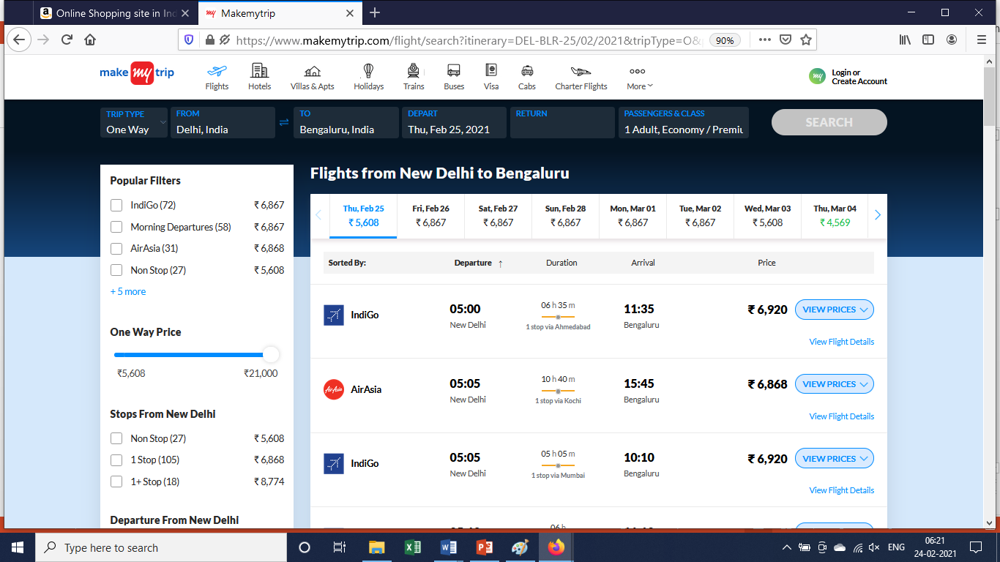 Online Shopping site in Ind
my Makemytrip
https://www.makemytrip.com/flight/search?itinerary=DEL-BLR-25/02/2021&tripType=O&
90%
make my trip
Flights
Hotels
Villas & Apts
Holidays
Trains
Buses
Visa
Cabs
Charter Flights
More
my
Login or
Create Account
TRIP TYPE
One Way
FROM
Delhi, India
TO
Bengaluru, India
DEPART
Thu, Feb 25, 2021
RETURN
PASSENGERS & CLASS
1 Adult, Economy / Premiu
SEARCH
Popular Filters
IndiGo (72) ₹ 6,867
Morning Departures (58) ₹ 6,867
AirAsia (31) ₹ 6,868
Non Stop (27) ₹ 5,608
+ 5 more
One Way Price
₹5,608 ₹21,000
Stops From New Delhi
Non Stop (27) ₹ 5,608
1 Stop (105) ₹ 6,868
1+ Stop (18) ₹ 8,774
Departure From New Delhi
Flights from New Delhi to Bengaluru
Thu, Feb 25
₹ 5,608
Fri, Feb 26
₹ 6,867
Sat, Feb 27
₹ 6,867
Sun, Feb 28
₹ 6,867
Mon, Mar 01
₹ 6,867
Tue, Mar 02
₹ 6,867
Wed, Mar 03
₹ 5,608
Thu, Mar 04
₹ 4,569
Sorted By: Departure ↑ Duration Arrival Price
IndiGo
05:00
New Delhi
06 h 35 m
1 stop via Ahmedabad
11:35
Bengaluru
₹ 6,920
VIEW PRICES
View Flight Details
AirAsia
AirAsia
05:05
New Delhi
10 h 40 m
1 stop via Kochi
15:45
Bengaluru
₹ 6,868
VIEW PRICES
View Flight Details
IndiGo
05:05
New Delhi
05 h 05 m
1 stop via Mumbai
10:10
Bengaluru
₹ 6,920
VIEW PRICES
View Flight Details
Type here to search
ENG
06:21
24-02-2021